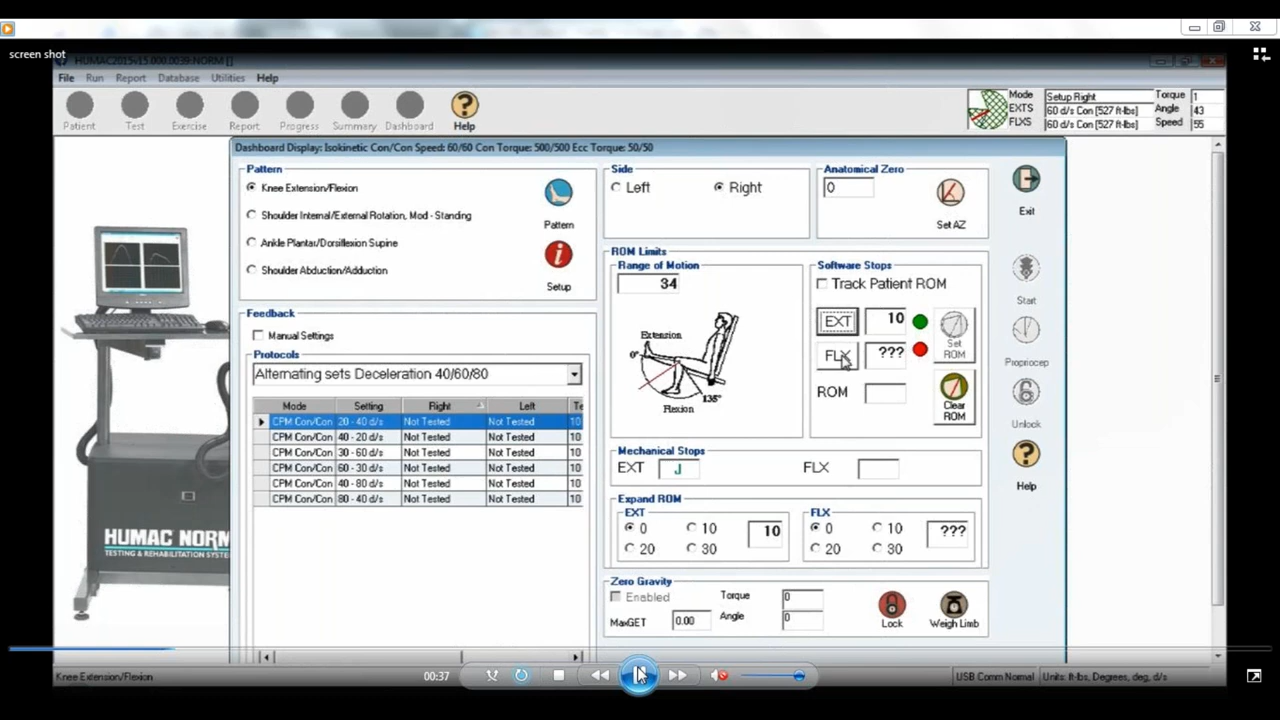 screen shot
HUMAC2015v15.000.0039:NORM []
File Run Report Database Utilities Help
Patient Test Exercise Report Progress Summary Dashboard Help
Mode Setup Right Torque 1
EXTS 60 d/s Con [527 ft-lbs] Angle 43
FLXS 60 d/s Con [527 ft-lbs] Speed 55
Dashboard Display: Isokinetic Con/Con Speed: 60/60 Con Torque: 500/500 Ecc Torque: 50/50
Pattern
Knee Extension/Flexion
Shoulder Internal/External Rotation, Mod - Standing
Ankle Plantar/Dorsiflexion Supine
Shoulder Abduction/Adduction
Pattern
Setup
Feedback
Manual Settings
Protocols
Alternating sets Deceleration 40/60/80
Mode Setting Right Left Te
CPM Con/Con 20 - 40 d/s Not Tested Not Tested 10
CPM Con/Con 40 - 20 d/s Not Tested Not Tested 10
CPM Con/Con 30 - 60 d/s Not Tested Not Tested 10
CPM Con/Con 60 - 30 d/s Not Tested Not Tested 10
CPM Con/Con 40 - 80 d/s Not Tested Not Tested 10
CPM Con/Con 80 - 40 d/s Not Tested Not Tested 10
HUMAC NORM
TESTING & REHABILITATION SYSTE
Side
Left Right
Anatomical Zero
0
Set AZ
ROM Limits
Range of Motion
34
Extension
0°
135°
Flexion
Software Stops
Track Patient ROM
EXT 10
FLX ???
ROM
Set
ROM
Clear
ROM
Mechanical Stops
EXT J FLX
Expand ROM
EXT
0 10 10
20 30
FLX
0 10 ???
20 30
Zero Gravity
Enabled Torque 0
MaxGET 0.00 Angle 0
Lock Weigh Limb
Exit
Start
Propriocep
Unlock
Help
00:37
Knee Extension/Flexion
USB Comm Normal Units: ft-lbs, Degrees, deg, d/s